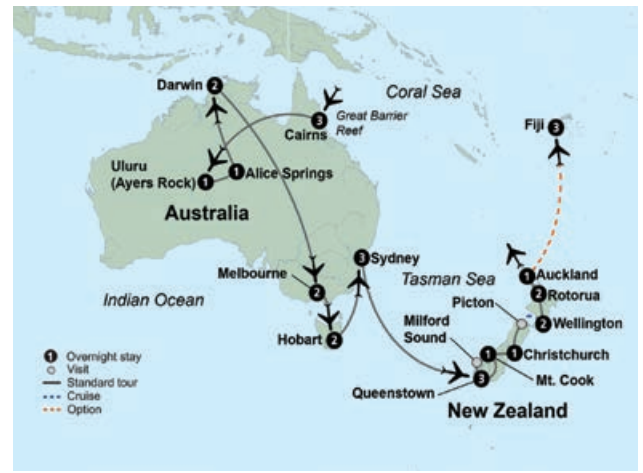 Darwin 2
Coral Sea
3
Great Barrier
Reef
Cairns
Fiji 3
Uluru
(Ayers Rock) 1
1 Alice Springs
Australia
3 Sydney
Tasman Sea
1 Auckland
2 Rotorua
Melbourne
2
Picton
2 Wellington
Indian Ocean
Hobart 2
Milford
Sound
1
1 Christchurch
Mt. Cook
Queenstown 3
New Zealand
1 Overnight stay
Visit
Standard tour
Cruise
Option